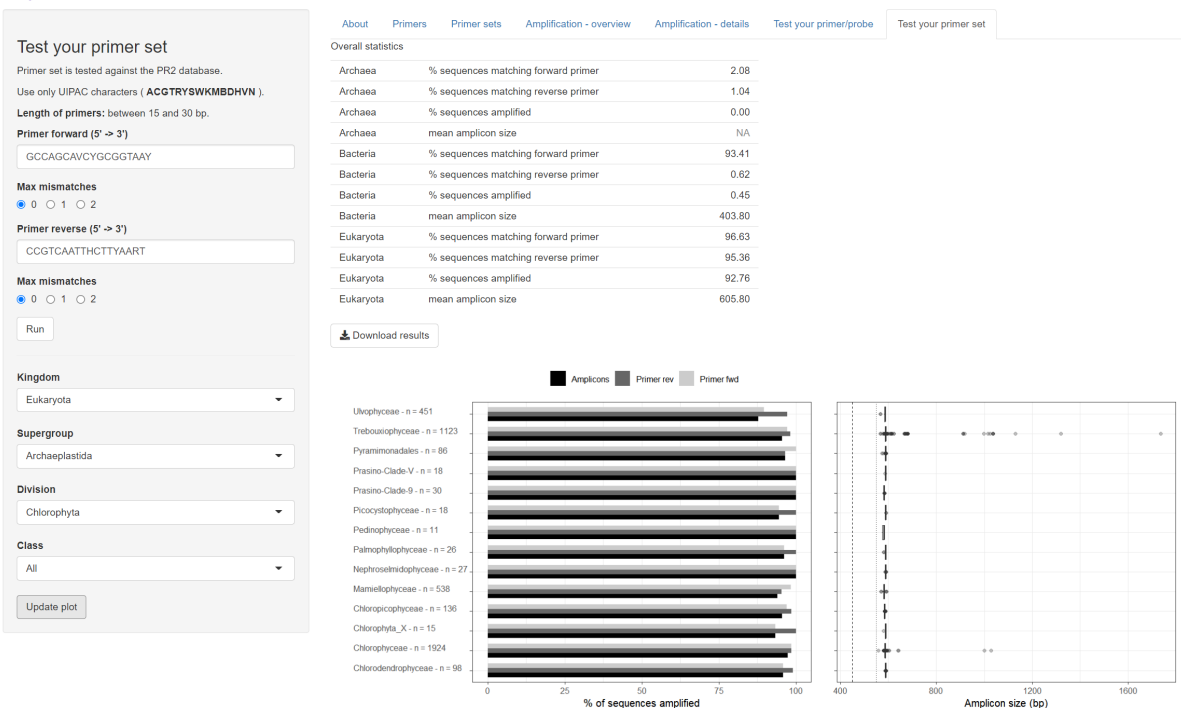 Test your primer set
Primer set is tested against the PR2 database.
Use only UIPAC characters ( ACGTRYSWKMBDHVN ).
Length of primers: between 15 and 30 bp.
Primer forward (5' -> 3')
GCCAGCAVCYGCGGTAAY
Max mismatches
0 1 2
Primer reverse (5' -> 3')
CCGTCAATTHCTTYAART
Max mismatches
0 1 2
Run
Kingdom
Eukaryota
Supergroup
Archaeplastida
Division
Chlorophyta
Class
All
Update plot
About Primers Primer sets Amplification - overview Amplification - details Test your primer/probe Test your primer set
Overall statistics
Archaea % sequences matching forward primer 2.08
Archaea % sequences matching reverse primer 1.04
Archaea % sequences amplified 0.00
Archaea mean amplicon size NA
Bacteria % sequences matching forward primer 93.41
Bacteria % sequences matching reverse primer 0.62
Bacteria % sequences amplified 0.45
Bacteria mean amplicon size 403.80
Eukaryota % sequences matching forward primer 96.63
Eukaryota % sequences matching reverse primer 95.36
Eukaryota % sequences amplified 92.76
Eukaryota mean amplicon size 605.80
Download results
Amplicons Primer rev Primer fwd
Ulvophyceae - n = 451
Trebouxiophyceae - n = 1123
Pyramimonadales - n = 86
Prasino-Clade-V - n = 18
Prasino-Clade-9 - n = 30
Picocystophyceae - n = 18
Pedinophyceae - n = 11
Palmophyllophyceae - n = 26
Nephroselmidophyceae - n = 27
Mamiellophyceae - n = 538
Chloropicophyceae - n = 136
Chlorophyta_X - n = 15
Chlorophyceae - n = 1924
Chlorodendrophyceae - n = 98
0 25 50 75 100
% of sequences amplified
400 800 1200 1600
Amplicon size (bp)